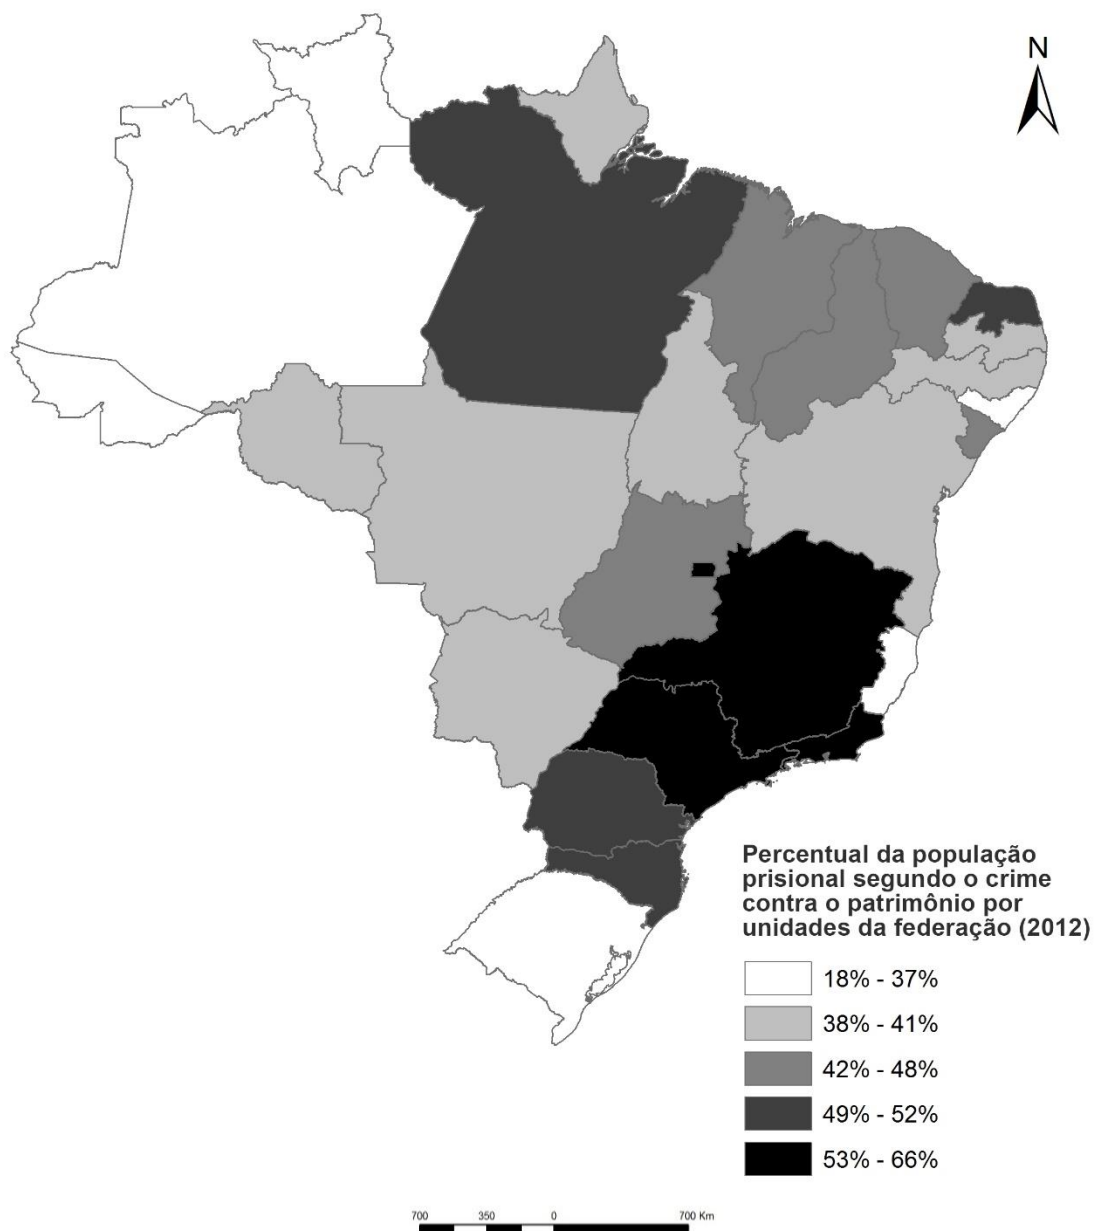 N
Percentual da população
prisional segundo o crime
contra o patrimônio por
unidades da federação (2012)
18% - 37%
38% - 41%
42% - 48%
49% - 52%
53% - 66%
700 350 0 700 Km